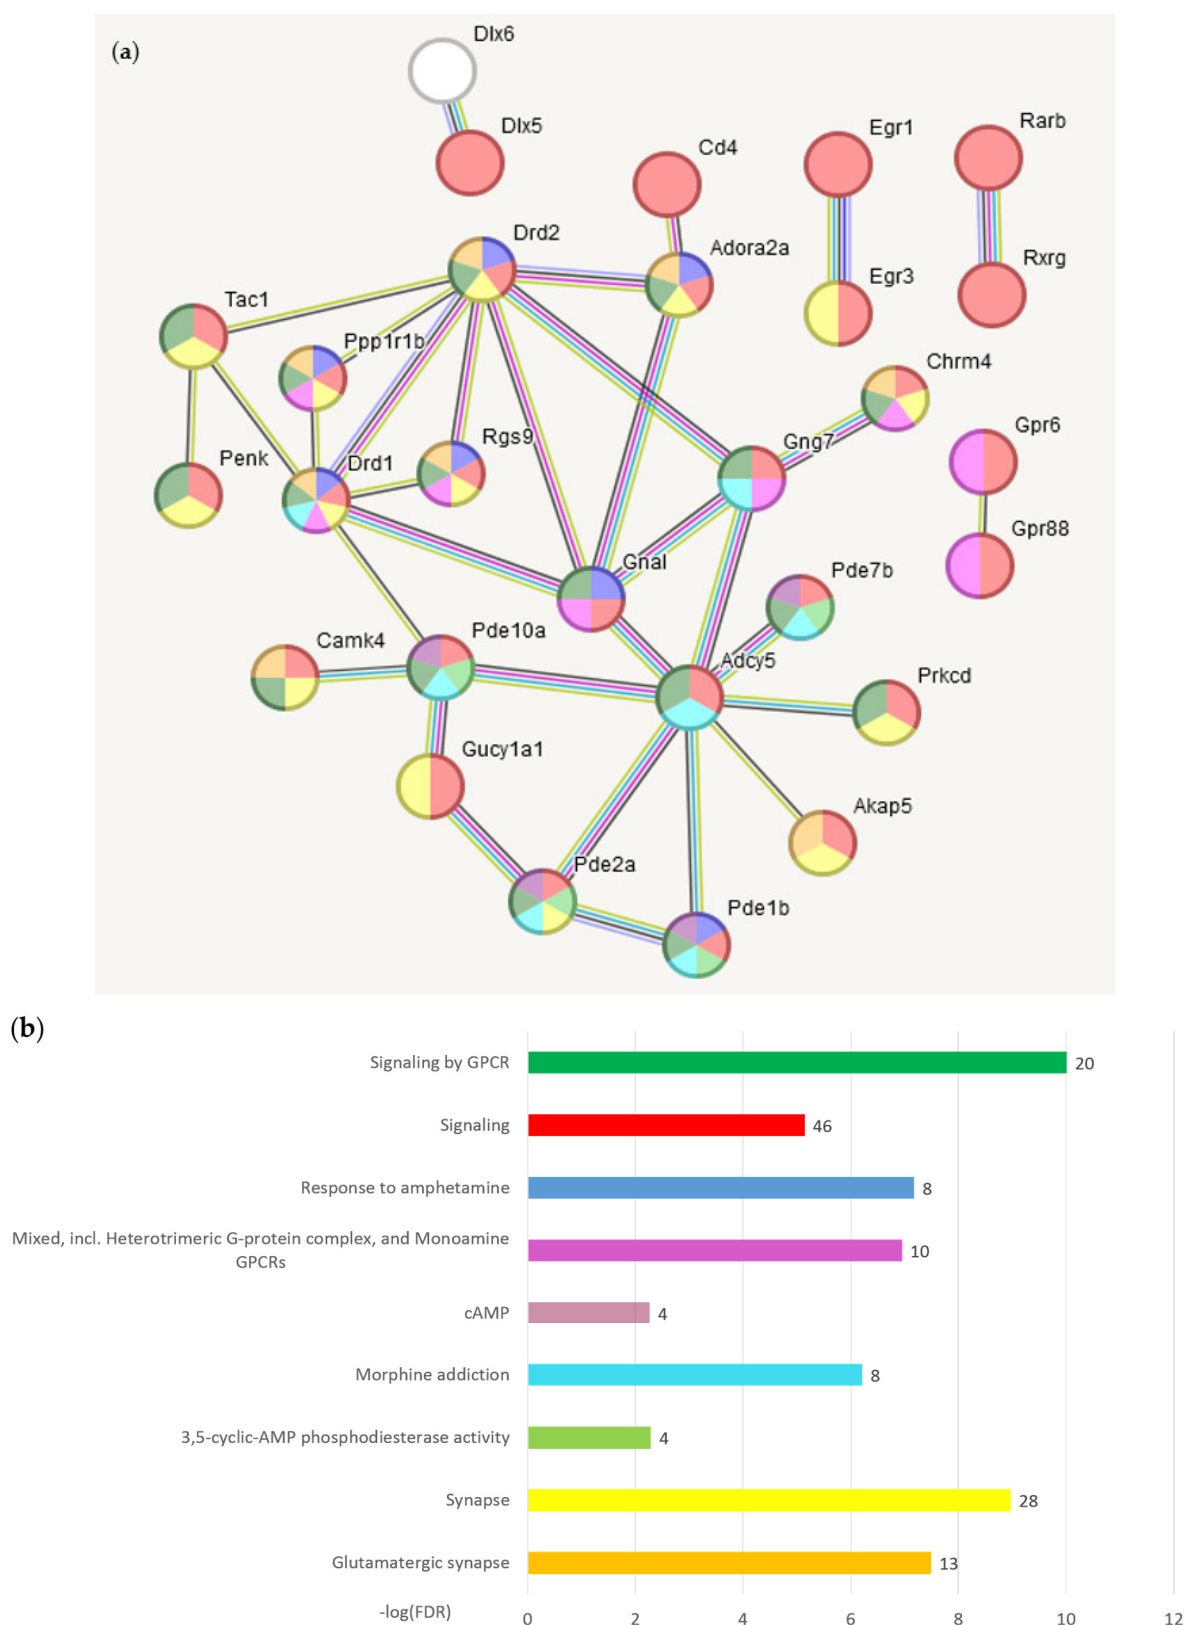 (a)
Dlx6
Dlx5
Cd4
Egr1
Rarb
Drd2
Adora2a
Rxrg
Egr3
Tac1
Ppp1r1b
Chrm4
Gpr6
Rgs9
Gng7
Penk
Drd1
Gpr88
Gnal
Pde7b
Camk4
Pde10a
Adcy5
Prkcd
Gucy1a1
Akap5
Pde2a
Pde1b
(b)
Signaling by GPCR 20
Signaling 46
Response to amphetamine 8
Mixed, incl. Heterotrimeric G-protein complex, and Monoamine
GPCRs 10
cAMP 4
Morphine addiction 8
3,5-cyclic-AMP phosphodiesterase activity 4
Synapse 28
Glutamatergic synapse 13
-log(FDR) 0 2 4 6 8 10 12